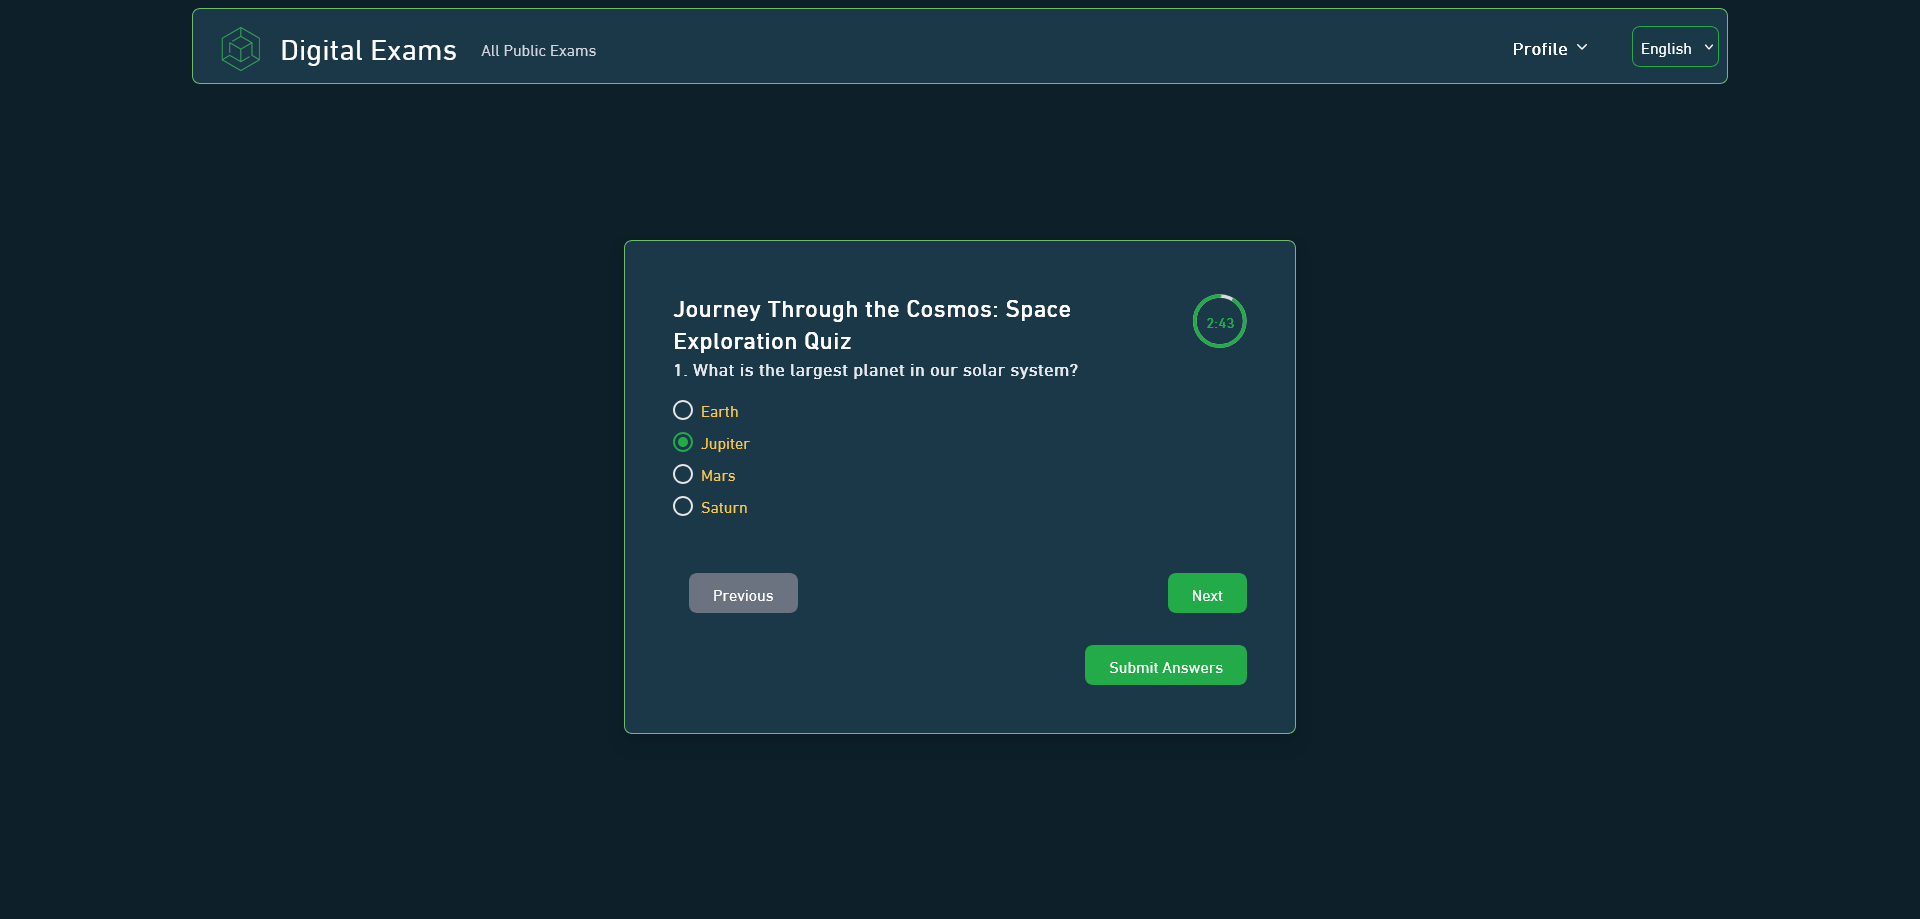 Digital Exams
All Public Exams
Profile
English
Journey Through the Cosmos: Space
Exploration Quiz
2:43
1. What is the largest planet in our solar system?
Earth
Jupiter
Mars
Saturn
Previous
Next
Submit Answers